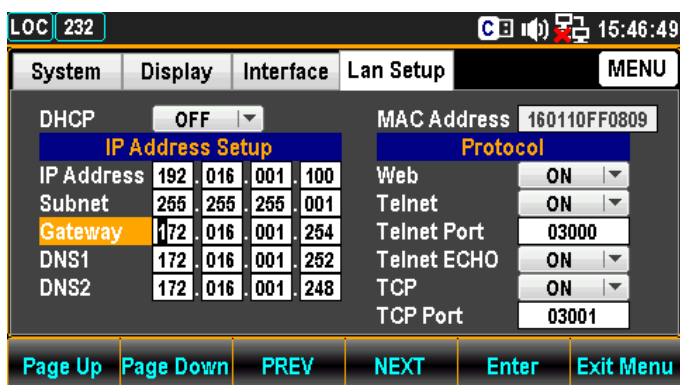 LOC 232 C 15:46:49
System Display Interface Lan Setup MENU
DHCP OFF MAC Address 160110FF0809
IP Address Setup Protocol
IP Address 192 . 016 . 001 . 100 Web ON
Subnet 255 . 255 . 255 . 001 Telnet ON
Gateway 172 . 016 . 001 . 254 Telnet Port 03000
DNS1 172 . 016 . 001 . 252 Telnet ECHO ON
DNS2 172 . 016 . 001 . 248 TCP ON
TCP Port 03001
Page Up Page Down PREV NEXT Enter Exit Menu